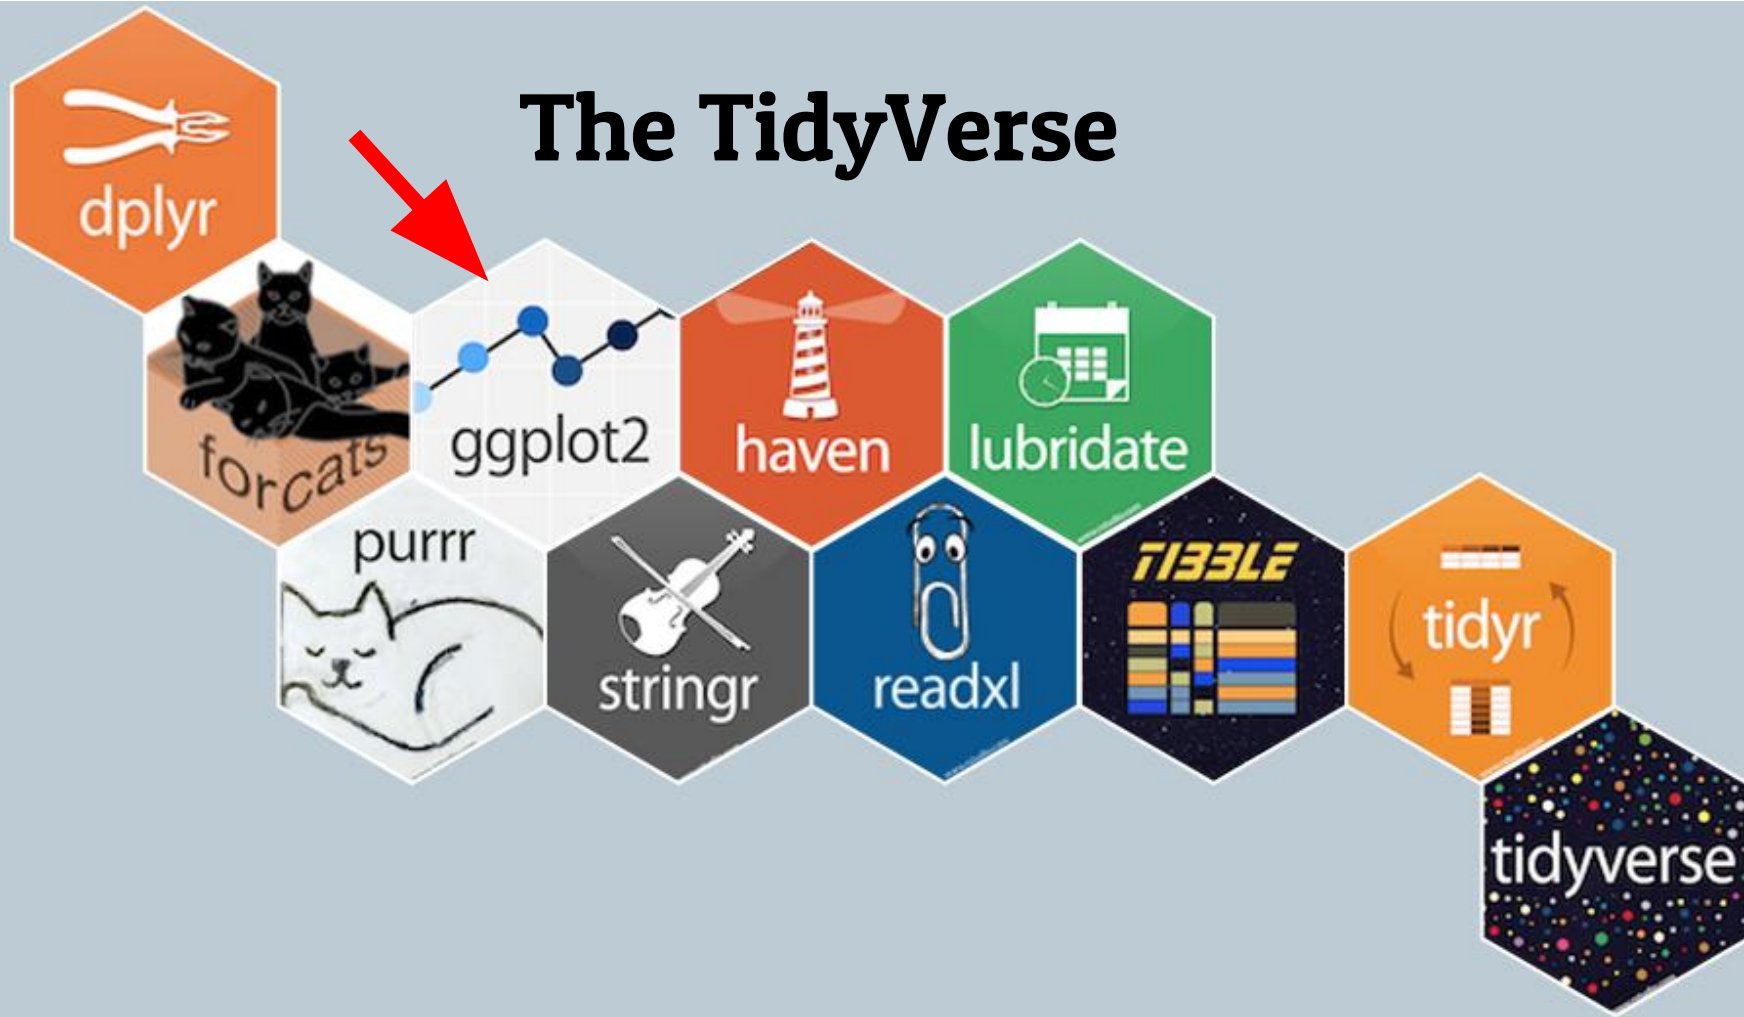 The TidyVerse
dplyr
forcats
ggplot2
haven
lubridate
purrr
stringr
readxl
TIBBLE
tidyr
tidyverse